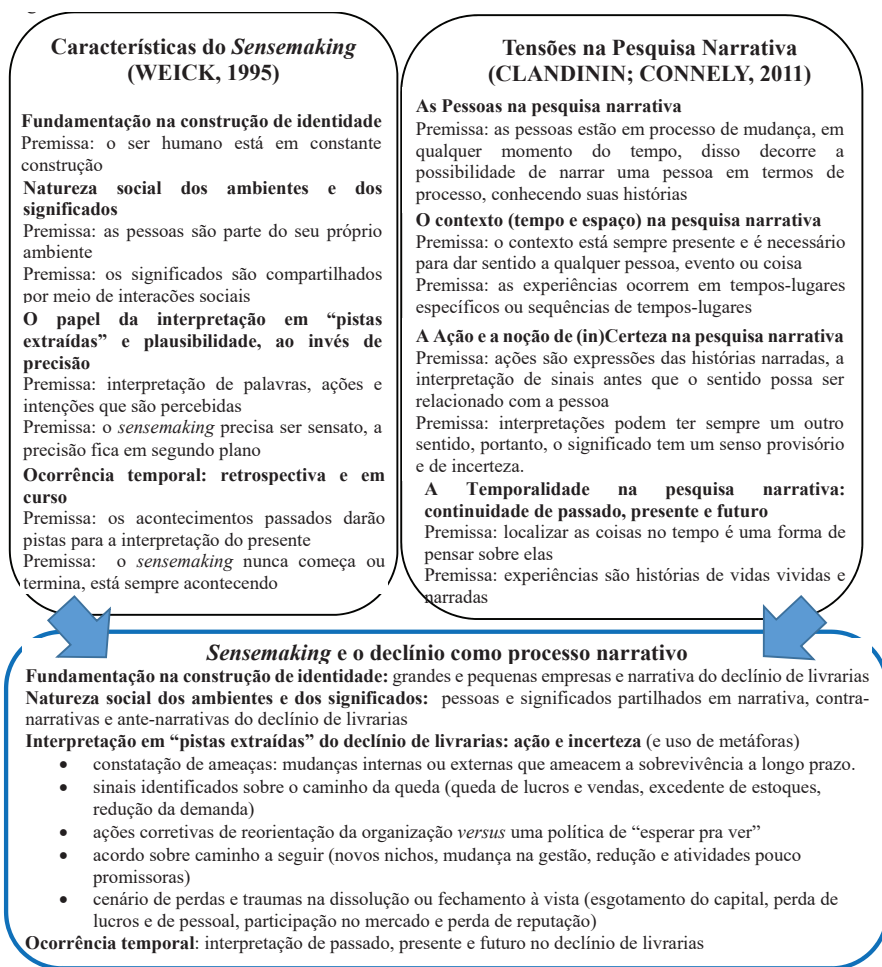 Características do Sensemaking
(WEICK, 1995)
Fundamentação na construção de identidade
Premissa: o ser humano está em constante
construção
Natureza social dos ambientes e dos
significados
Premissa: as pessoas são parte do seu próprio
ambiente
Premissa: os significados são compartilhados
por meio de interações sociais
O papel da interpretação em “pistas
extraídas” e plausibilidade, ao invés de
precisão
Premissa: interpretação de palavras, ações e
intenções que são percebidas
Premissa: o sensemaking precisa ser sensato, a
precisão fica em segundo plano
Ocorrência temporal: retrospectiva e em
curso
Premissa: os acontecimentos passados darão
pistas para a interpretação do presente
Premissa: o sensemaking nunca começa ou
termina, está sempre acontecendo
Tensões na Pesquisa Narrativa
(CLANDININ; CONNELY, 2011)
As Pessoas na pesquisa narrativa
Premissa: as pessoas estão em processo de mudança, em
qualquer momento do tempo, disso decorre a
possibilidade de narrar uma pessoa em termos de
processo, conhecendo suas histórias
O contexto (tempo e espaço) na pesquisa narrativa
Premissa: o contexto está sempre presente e é necessário
para dar sentido a qualquer pessoa, evento ou coisa
Premissa: as experiências ocorrem em tempos-lugares
específicos ou sequências de tempos-lugares
A Ação e a noção de (in)Certeza na pesquisa narrativa
Premissa: ações são expressões das histórias narradas, a
interpretação de sinais antes que o sentido possa ser
relacionado com a pessoa
Premissa: interpretações podem ter sempre um outro
sentido, portanto, o significado tem um senso provisório
e de incerteza.
A Temporalidade na pesquisa narrativa:
continuidade de passado, presente e futuro
Premissa: localizar as coisas no tempo é uma forma de
pensar sobre elas
Premissa: experiências são histórias de vidas vividas e
narradas
Sensemaking e o declínio como processo narrativo
Fundamentação na construção de identidade: grandes e pequenas empresas e narrativa do declínio de livrarias
Natureza social dos ambientes e dos significados: pessoas e significados partilhados em narrativa, contra-
narrativas e ante-narrativas do declínio de livrarias
Interpretação em “pistas extraídas” do declínio de livrarias: ação e incerteza (e uso de metáforas)
• constatação de ameaças: mudanças internas ou externas que ameacem a sobrevivência a longo prazo.
• sinais identificados sobre o caminho da queda (queda de lucros e vendas, excedente de estoques,
redução da demanda)
• ações corretivas de reorientação da organização versus uma política de “esperar pra ver”
• acordo sobre caminho a seguir (novos nichos, mudança na gestão, redução e atividades pouco
promissoras)
• cenário de perdas e traumas na dissolução ou fechamento à vista (esgotamento do capital, perda de
lucros e de pessoal, participação no mercado e perda de reputação)
Ocorrência temporal: interpretação de passado, presente e futuro no declínio de livrarias